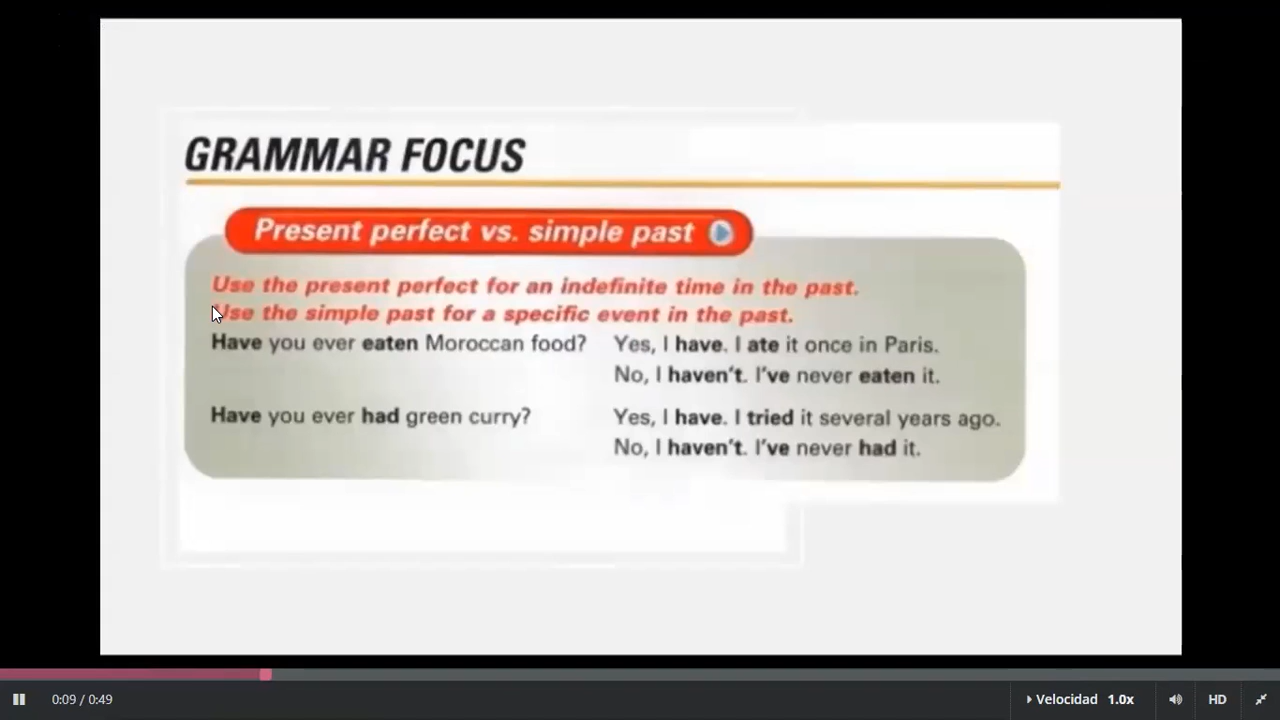 GRAMMAR FOCUS
Present perfect vs. simple past
Use the present perfect for an indefinite time in the past.
Use the simple past for a specific event in the past.
Have you ever eaten Moroccan food? Yes, I have. I ate it once in Paris.
No, I haven't. I've never eaten it.
Have you ever had green curry? Yes, I have. I tried it several years ago.
No, I haven't. I've never had it.
0:09 / 0:49 Velocidad 1.0x HD